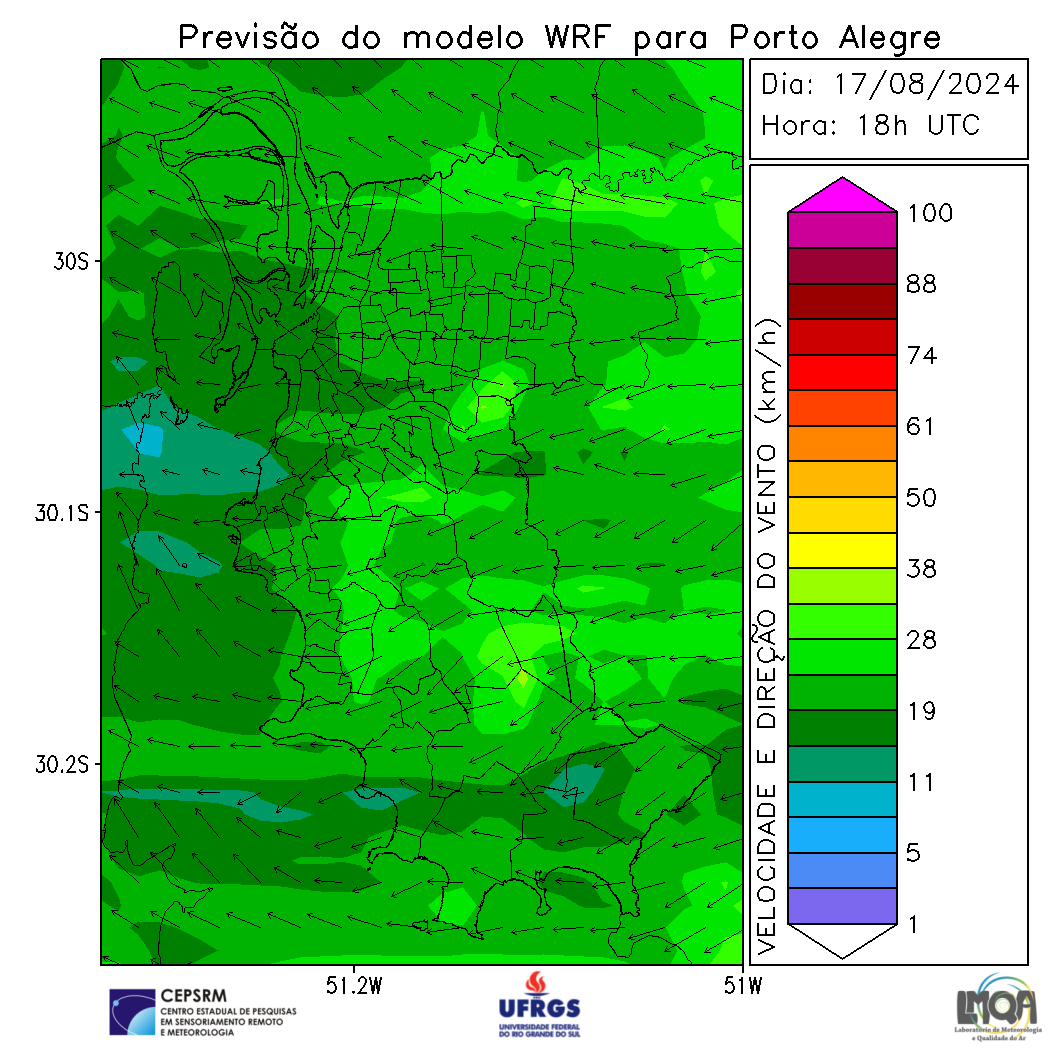 Previsão do modelo WRF para Porto Alegre
Dia: 17/08/2024
Hora: 18h UTC
30S
30.1S
30.2S
51.2W
51W
VELOCIDADE E DIREÇÃO DO VENTO (km/h)
100
88
74
61
50
38
28
19
11
5
1
CEPSRM
CENTRO ESTADUAL DE PESQUISAS
EM SENSORIAMENTO REMOTO
E METEOROLOGIA
UFRGS
UNIVERSIDADE FEDERAL
DO RIO GRANDE DO SUL
LMQA
Laboratório de Meteorologia
e Qualidade do Ar